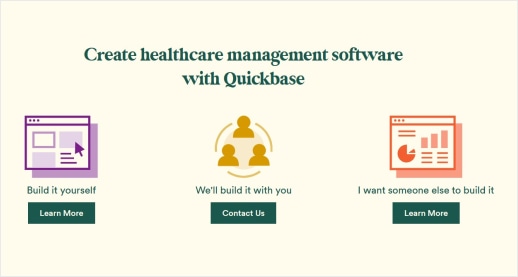 Create healthcare management software
with Quickbase
Build it yourself
We'll build it with you
I want someone else to build it
Learn More
Contact Us
Learn More